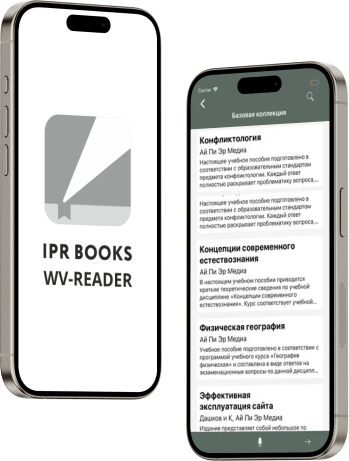 IPR BOOKS
WV-READER
Carrier
Базовая коллекция
Конфликтология
Ай Пи Эр Медиа
Настоящее учебное пособие подготовлено в
соответствии с образовательным стандартом
предмета конфликтологии. Каждый ответ
полностью раскрывает проблематику вопроса,...
Настоящее учебное пособие подготовлено в
соответствии с образовательным стандартом
предмета конфликтологии. Каждый ответ
полностью раскрывает проблематику вопроса,...
Концепции современного
естествознания
Ай Пи Эр Медиа
В настоящем учебном пособии приводятся
краткие теоретические сведения по учебной
дисциплине «Концепции современного
естествознания». Курс соответствует учебной...
Физическая география
Ай Пи Эр Медиа
Учебное пособие подготовлено в соответствии с
программой учебного курса «География
физическая» и составлена в виде ответов на
экзаменационные вопросы по данной дисципл...
Эффективная
эксплуатация сайта
Дашков и К, Ай Пи Эр Медиа
Издание представляет собой небольшое по